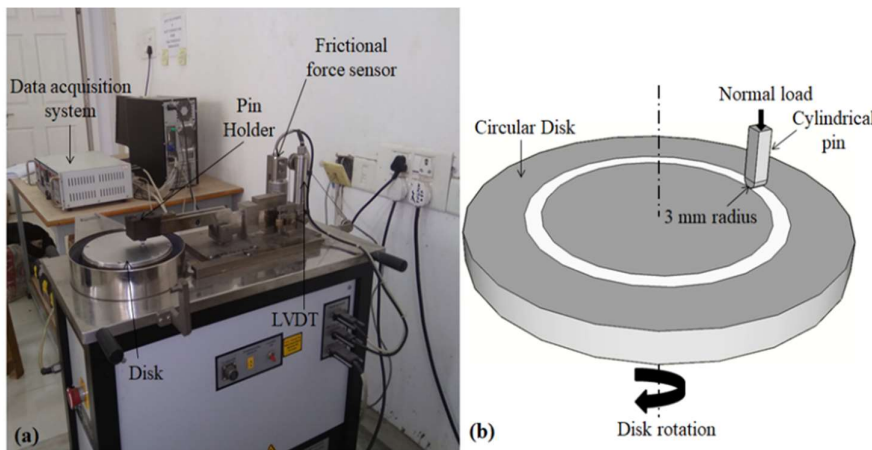 Frictional
force sensor
Data acquisition
system
Pin
Holder
LVDT
Disk
(a)
Normal load
Cylindrical
pin
Circular Disk
3 mm radius
Disk rotation
(b)